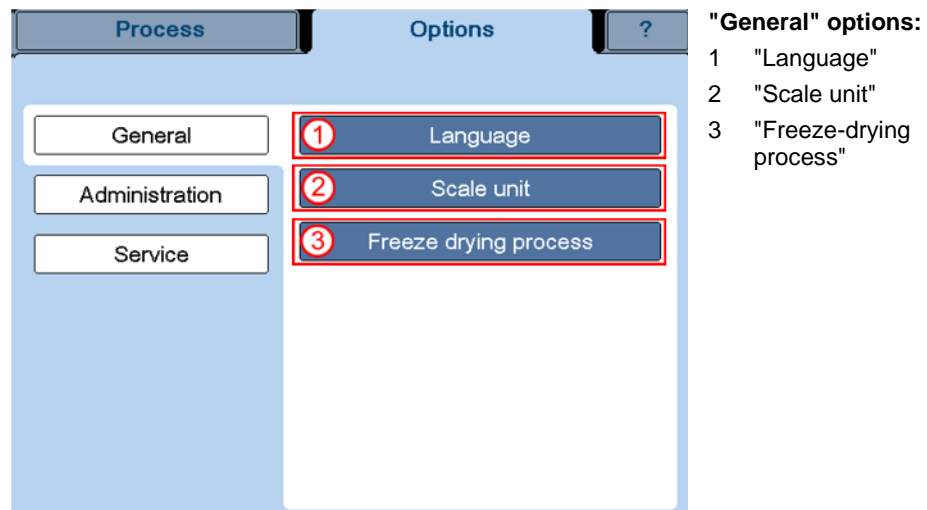 Process Options ?
General
Administration
Service
1 Language
2 Scale unit
3 Freeze drying process
"General" options:
1 "Language"
2 "Scale unit"
3 "Freeze-drying
process"